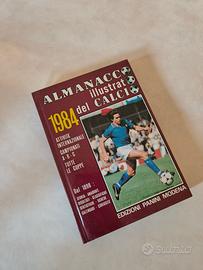 ALMANACCO
illustrato
del CALCIO
1984
ATTIVITÀ
INTERNAZIONALE
CAMPIONATI
A-B-C
TUTTE
LE COPPE
Dal 1898
EDIZIONI PANINI MODENA
Subito.it